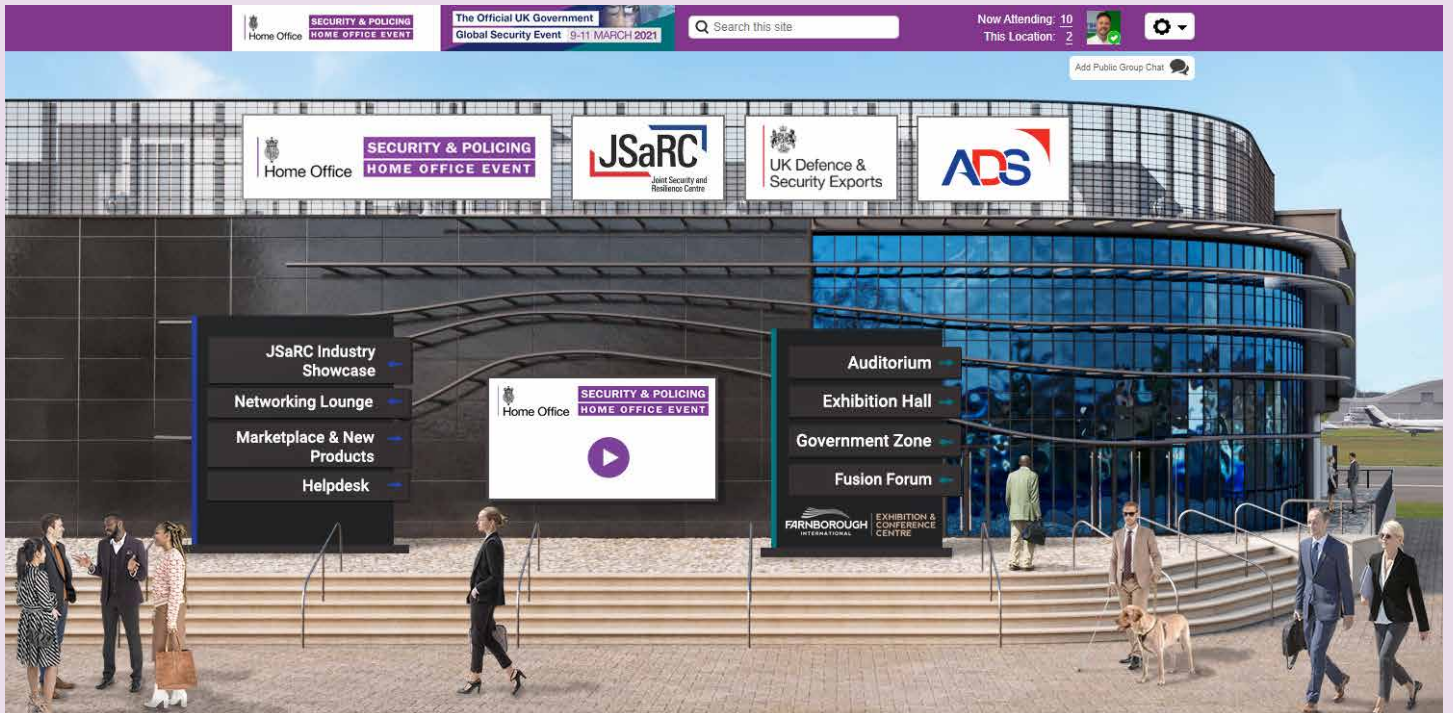 Home Office
SECURITY & POLICING
HOME OFFICE EVENT
The Official UK Government
Global Security Event 9-11 MARCH 2021
Search this site
Now Attending: 10
This Location: 2
Add Public Group Chat
Home Office
SECURITY & POLICING
HOME OFFICE EVENT
JSaRC
Joint Security and
Resilience Centre
UK Defence &
Security Exports
ADS
JSaRC Industry
Showcase
Networking Lounge
Marketplace & New
Products
Helpdesk
Home Office
SECURITY & POLICING
HOME OFFICE EVENT
Auditorium
Exhibition Hall
Government Zone
Fusion Forum
FARNBOROUGH
INTERNATIONAL
EXHIBITION &
CONFERENCE
CENTRE